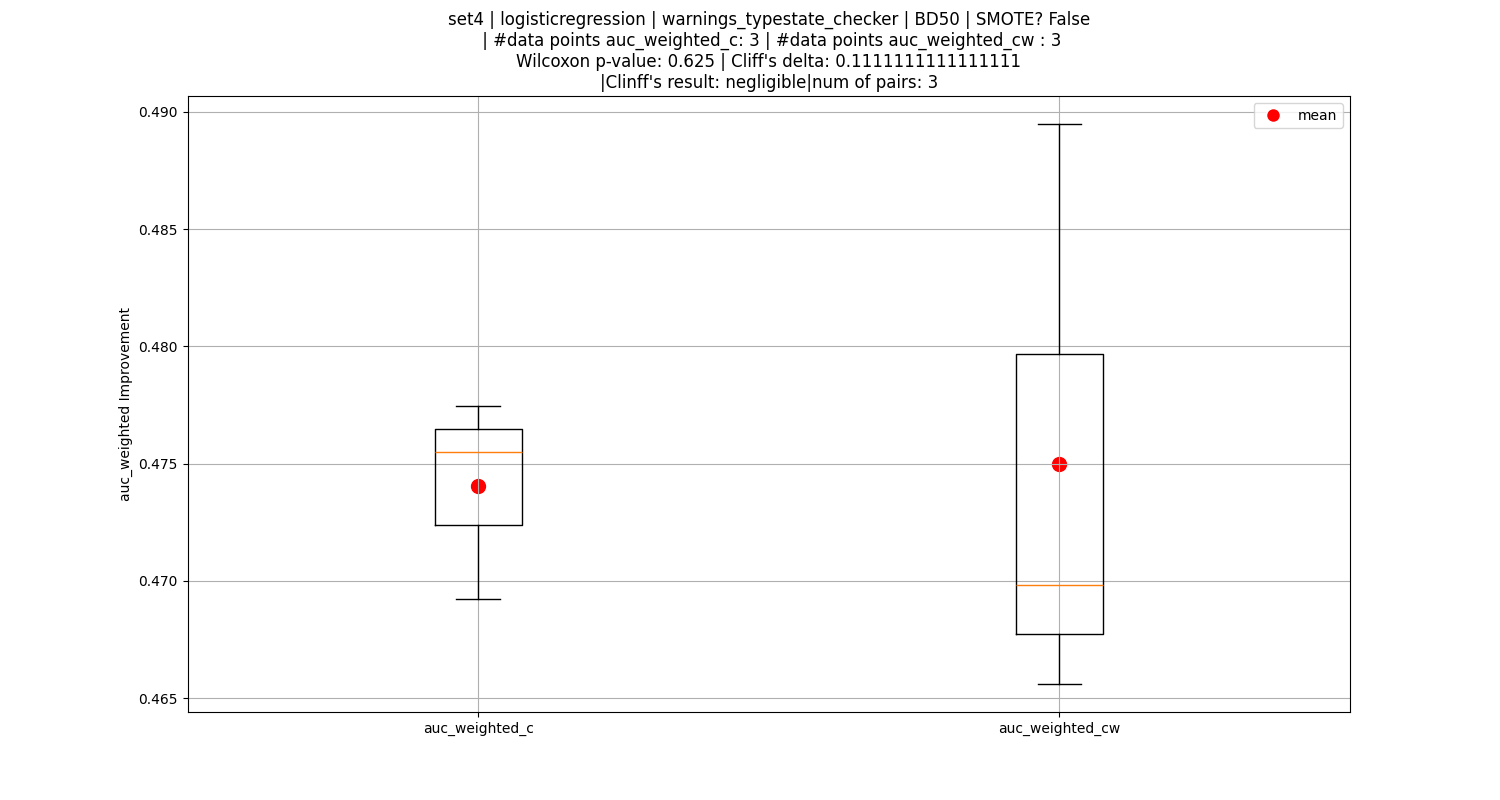 set4 | logisticregression | warnings_typestate_checker | BD50 | SMOTE? False
| #data points auc_weighted_c: 3 | #data points auc_weighted_cw : 3
Wilcoxon p-value: 0.625 | Cliff's delta: 0.1111111111111111
|Clinff's result: negligible|num of pairs: 3
mean
auc_weighted Improvement
0.490
0.485
0.480
0.475
0.470
0.465
auc_weighted_c
auc_weighted_cw